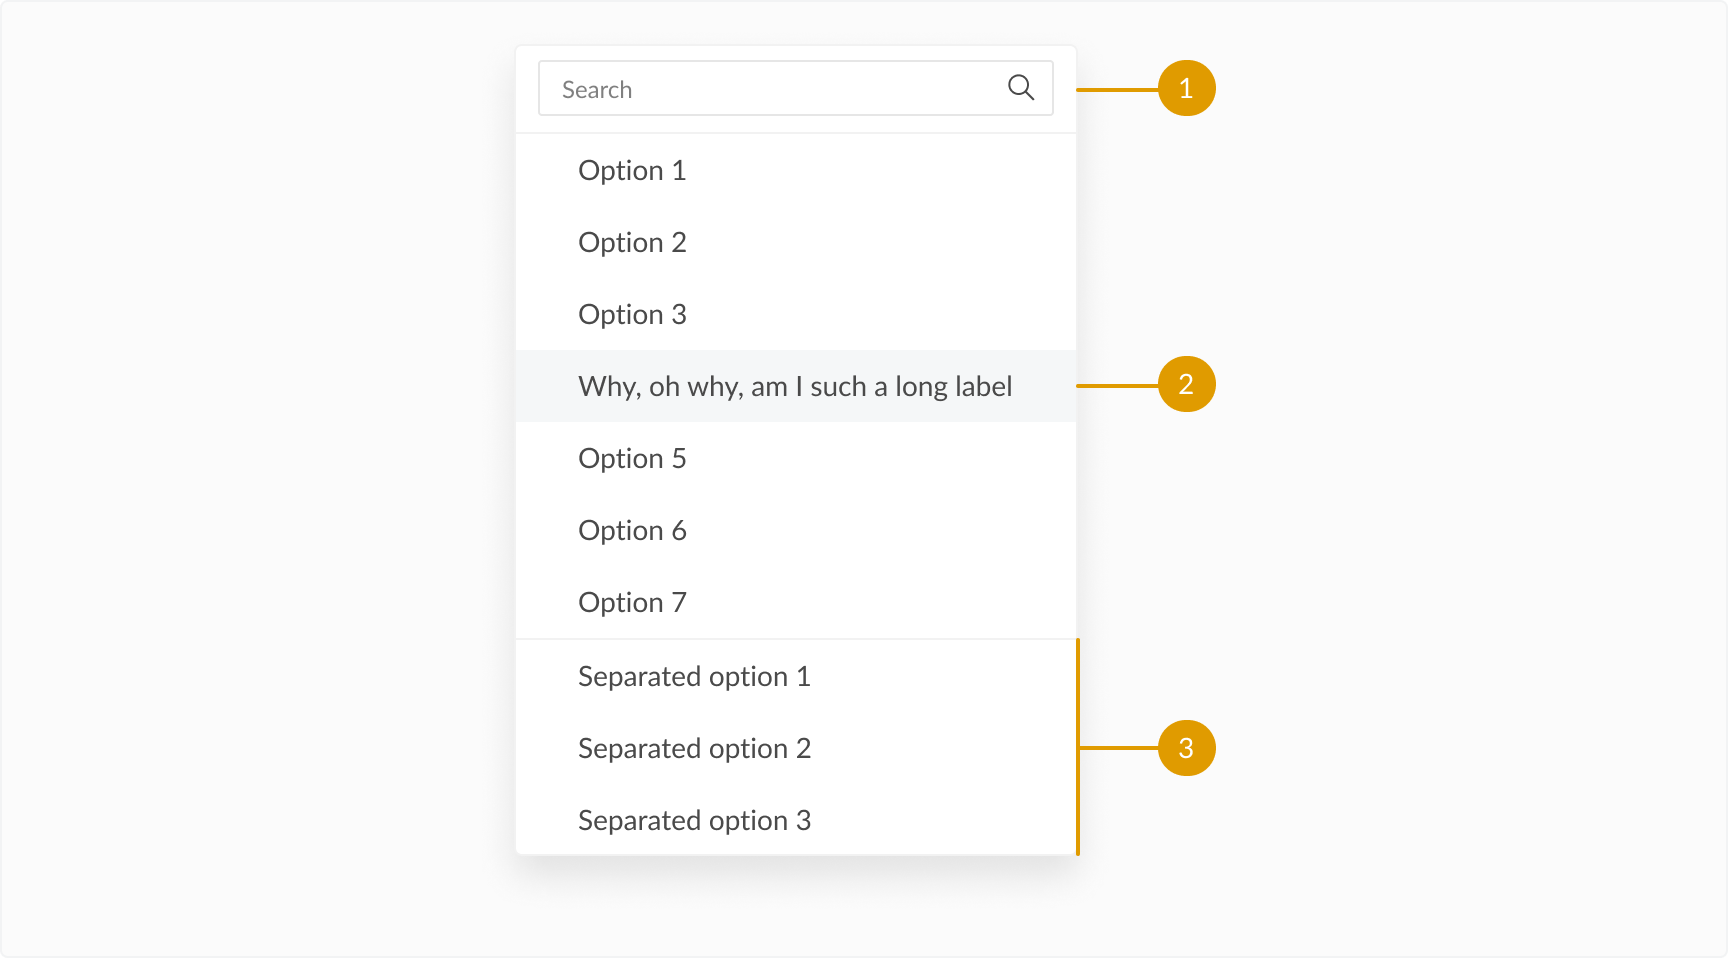 Search
1
Option 1
Option 2
Option 3
Why, oh why, am I such a long label
2
Option 5
Option 6
Option 7
Separated option 1
Separated option 2
3
Separated option 3